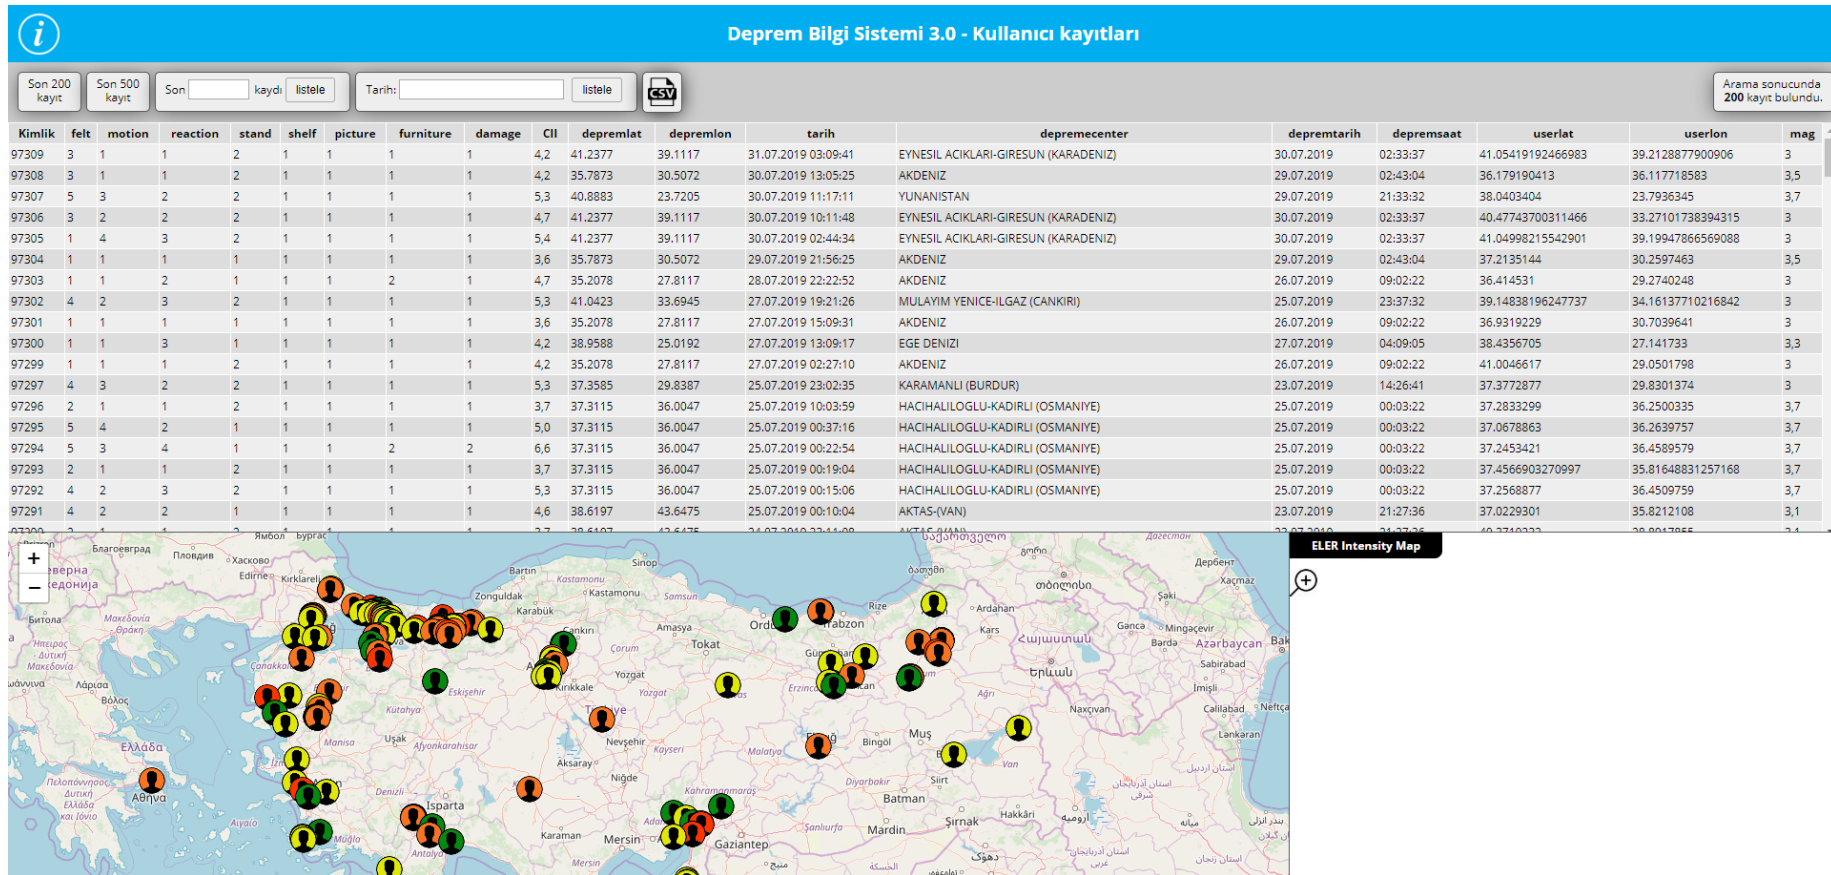 Deprem Bilgi Sistemi 3.0 - Kullanıcı kayıtları
Son 200 kayıt
Son 500 kayıt
Son kaydı listele
Tarih: listele
CSV
Arama sonucunda
200 kayıt bulundu.
Kimlik felt motion reaction stand shelf picture furniture damage CII depremlat depremlon tarih depremecenter depremtarih depremsaat userlat userlon mag
97309 3 1 1 2 1 1 1 1 4,2 41.2377 39.1117 31.07.2019 03:09:41 EYNESIL ACIKLARI-GIRESUN (KARADENIZ) 30.07.2019 02:33:37 41.05419192466983 39.2128877900906 3
97308 3 1 1 2 1 1 1 1 4,2 35.7873 30.5072 30.07.2019 13:05:25 AKDENIZ 29.07.2019 02:43:04 36.179190413 36.117718583 3,5
97307 5 3 2 2 1 1 1 1 5,3 40.8883 23.7205 30.07.2019 11:17:11 YUNANISTAN 29.07.2019 21:33:32 38.0403404 23.7936345 3,7
97306 3 2 2 2 1 1 1 1 4,7 41.2377 39.1117 30.07.2019 10:11:48 EYNESIL ACIKLARI-GIRESUN (KARADENIZ) 30.07.2019 02:33:37 40.47743700311466 33.27101738394315 3
97305 1 4 3 2 1 1 1 1 5,4 41.2377 39.1117 30.07.2019 02:44:34 EYNESIL ACIKLARI-GIRESUN (KARADENIZ) 30.07.2019 02:33:37 41.04998215542901 39.19947866569088 3
97304 1 1 1 1 1 1 1 1 3,6 35.7873 30.5072 29.07.2019 21:56:25 AKDENIZ 29.07.2019 02:43:04 37.2135144 30.2597463 3,5
97303 1 1 2 1 1 1 2 1 4,7 35.2078 27.8117 28.07.2019 22:22:52 AKDENIZ 26.07.2019 09:02:22 36.414531 29.2740248 3
97302 4 2 3 2 1 1 1 1 5,3 41.0423 33.6945 27.07.2019 19:21:26 MULAYIM YENICE-ILGAZ (CANKIRI) 25.07.2019 23:37:32 39.14838196247737 34.16137710216842 3
97301 1 1 1 1 1 1 1 1 3,6 35.2078 27.8117 27.07.2019 15:09:31 AKDENIZ 26.07.2019 09:02:22 36.9319229 30.7039641 3
97300 1 1 3 1 1 1 1 1 4,2 38.9588 25.0192 27.07.2019 13:09:17 EGE DENIZI 27.07.2019 04:09:05 38.4356705 27.141733 3,3
97299 1 1 1 2 1 1 1 1 4,2 35.2078 27.8117 27.07.2019 02:27:10 AKDENIZ 26.07.2019 09:02:22 41.0046617 29.0501798 3
97297 4 3 2 2 1 1 1 1 5,3 37.3585 29.8387 25.07.2019 23:02:35 KARAMANLI (BURDUR) 23.07.2019 14:26:41 37.3772877 29.8301374 3
97296 2 1 1 2 1 1 1 1 3,7 37.3115 36.0047 25.07.2019 10:03:59 HACIHALILOGLU-KADIRLI (OSMANIYE) 25.07.2019 00:03:22 37.2833299 36.2500335 3,7
97295 5 4 2 1 1 1 1 1 5,0 37.3115 36.0047 25.07.2019 00:37:16 HACIHALILOGLU-KADIRLI (OSMANIYE) 25.07.2019 00:03:22 37.0678863 36.2639757 3,7
97294 5 3 4 1 1 1 2 2 6,6 37.3115 36.0047 25.07.2019 00:22:54 HACIHALILOGLU-KADIRLI (OSMANIYE) 25.07.2019 00:03:22 37.2453421 36.4589579 3,7
97293 2 1 1 2 1 1 1 1 3,7 37.3115 36.0047 25.07.2019 00:19:04 HACIHALILOGLU-KADIRLI (OSMANIYE) 25.07.2019 00:03:22 37.4566903270997 35.81648831257168 3,7
97292 4 2 3 2 1 1 1 1 5,3 37.3115 36.0047 25.07.2019 00:15:06 HACIHALILOGLU-KADIRLI (OSMANIYE) 25.07.2019 00:03:22 37.2568877 36.4509759 3,7
97291 4 2 2 1 1 1 1 1 4,6 38.6197 43.6475 25.07.2019 00:10:04 AKTAS-(VAN) 23.07.2019 21:27:36 37.0229301 35.8212108 3,1
ELER Intensity Map
+
−
Благоевград
Пловдив
Хасково
Ямбол
Edirne
Kırklareli
Zonguldak
Bartın
Karabük
Kastamonu
Kastamonu
Sinop
Samsun
Amasya
Tokat
Çorum
Yozgat
Yozgat
Rize
Ardahan
Kars
თბილისი
საქართველო
Дербент
Xaçmaz
Şəki
Mingəçevir
Gəncə
Bərdə
Azərbaycan
Sabirabad
İmişli
Cəlilabad
Lənkəran
Naxçıvan
Հայաստան
Երևան
Битола
Λάρισα
Βόλος
Ελλάδα
Αθήνα
Αιγαίο
Eskişehir
Kütahya
Manisa
Uşak
Afyonkarahisar
Nevşehir
Kayseri
Malatya
Bingöl
Muş
Ağrı
Van
Siirt
Batman
Diyarbakır
Mardin
Şırnak
Hakkâri
Aksaray
Niğde
Kahramanmaraş
Gaziantep
Şanlıurfa
Denizli
Isparta
Muğla
Antalya
Karaman
Mersin
Mersin
ارومیه
میانه
منبج
الحسكة
دهۆک